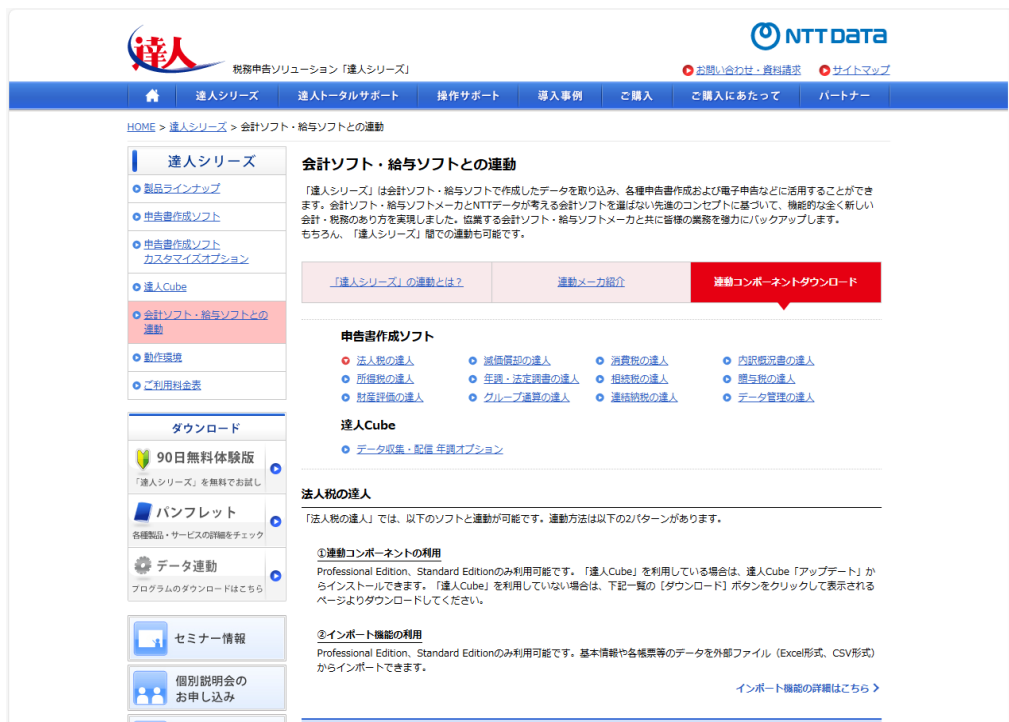 達人
税務申告ソリューション「達人シリーズ」
NTT DATA
お問い合わせ・資料請求 サイトマップ
達人シリーズ 達人トータルサポート 操作サポート 導入事例 ご購入 ご購入にあたって パートナー
HOME > 達人シリーズ > 会計ソフト・給与ソフトとの連動
達人シリーズ
製品ラインナップ
申告書作成ソフト
申告書作成ソフト
カスタマイズオプション
達人Cube
会計ソフト・給与ソフトとの
連動
動作環境
ご利用料金表
ダウンロード
90日無料体験版
「達人シリーズ」を無料でお試し
パンフレット
各種製品・サービスの詳細をチェック
データ連動
プログラムのダウンロードはこちら
セミナー情報
個別説明会の
お申し込み
会計ソフト・給与ソフトとの連動
「達人シリーズ」は会計ソフト・給与ソフトで作成したデータを取り込み、各種申告書作成および電子申告などに活用することができ
ます。会計ソフト・給与ソフトメーカとNTTデータが考える会計ソフトを選ばない先進のコンセプトに基づいて、機能的な全く新しい
会計・税務のあり方を実現しました。協業する会計ソフト・給与ソフトメーカと共に皆様の業務を強力にバックアップします。
もちろん、「達人シリーズ」間での連動も可能です。
「達人シリーズ」の連動とは? 連動メーカ紹介 連動コンポーネントダウンロード
申告書作成ソフト
法人税の達人 減価償却の達人 消費税の達人 内訳概況書の達人
所得税の達人 年調・法定調書の達人 相続税の達人 贈与税の達人
財産評価の達人 グループ通算の達人 連結納税の達人 データ管理の達人
達人Cube
データ収集・配信 年調オプション
法人税の達人
「法人税の達人」では、以下のソフトと連動が可能です。連動方法は以下の2パターンがあります。
①連動コンポーネントの利用
Professional Edition、Standard Editionのみ利用可能です。「達人Cube」を利用している場合は、達人Cube「アップデート」か
らインストールできます。「達人Cube」を利用していない場合は、下記一覧の［ダウンロード］ボタンをクリックして表示される
ページよりダウンロードしてください。
②インポート機能の利用
Professional Edition、Standard Editionのみ利用可能です。基本情報や各帳票等のデータを外部ファイル（Excel形式、CSV形式）
からインポートできます。
インポート機能の詳細はこちら